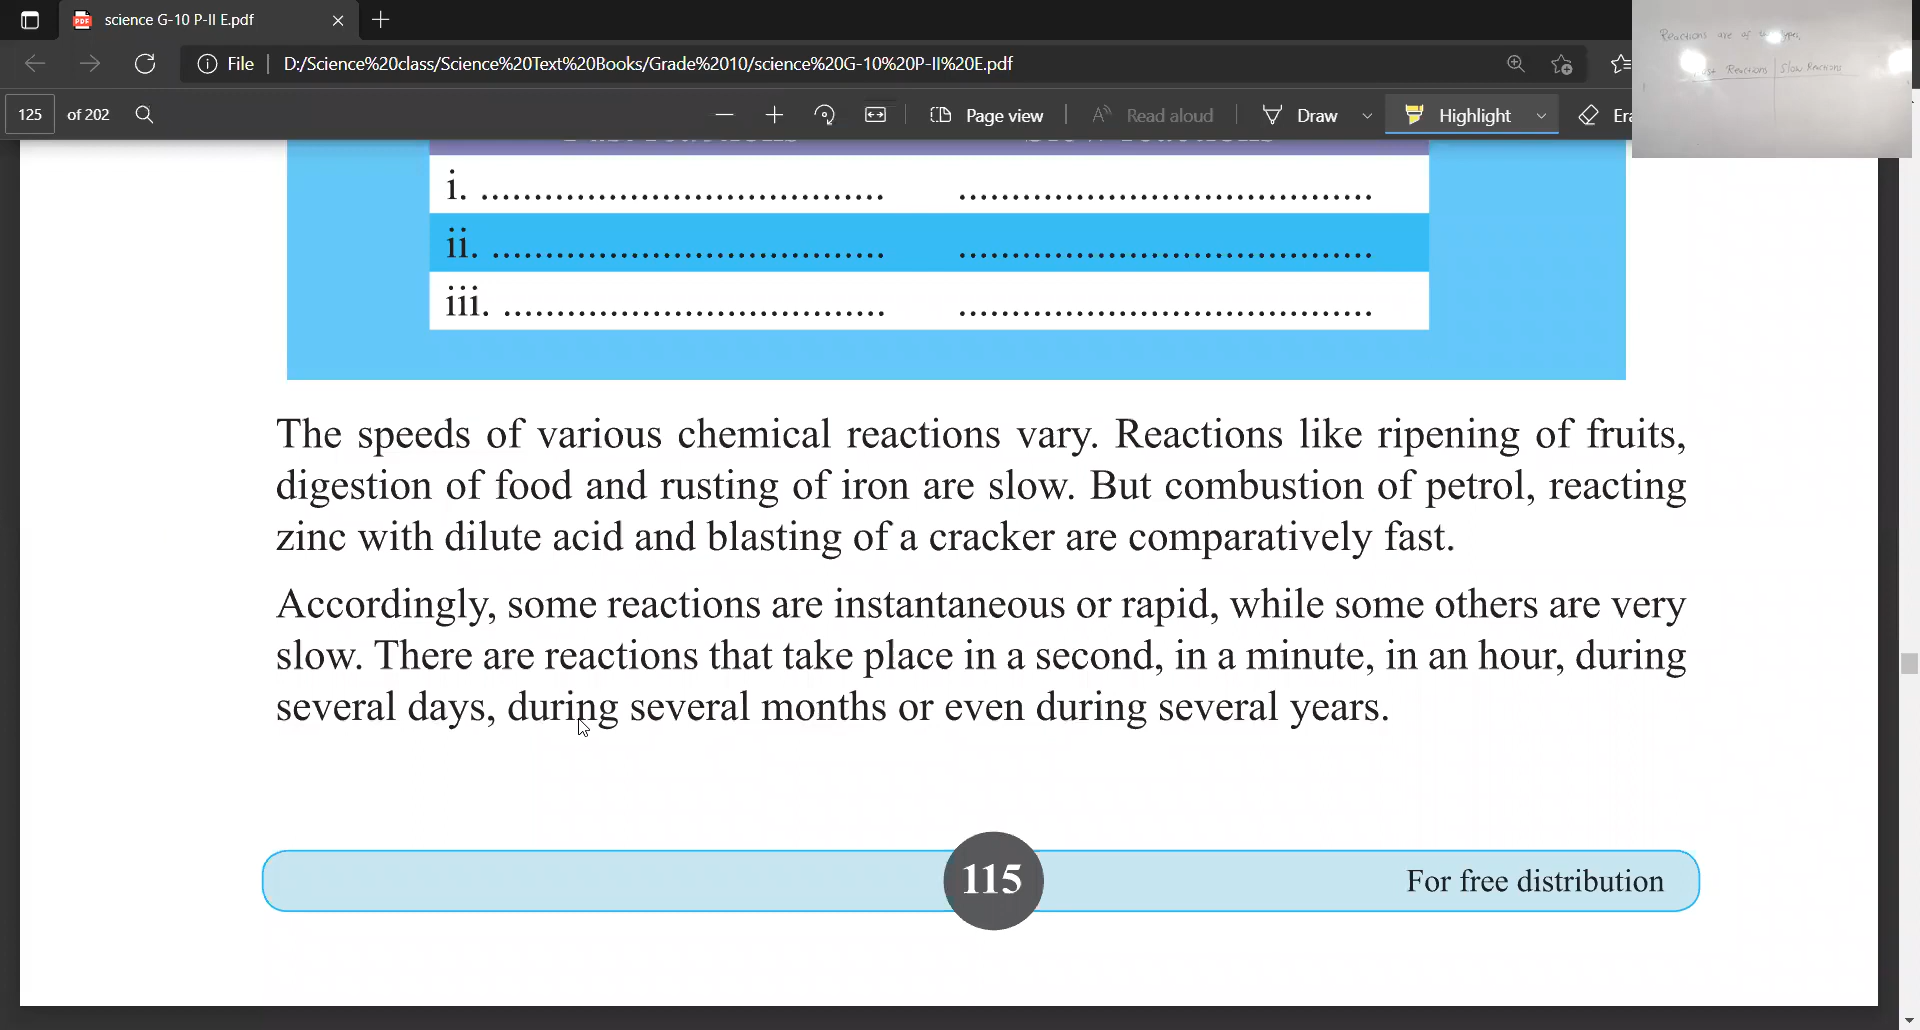 science G-10 P-II E.pdf
File D:/Science%20class/Science%20Text%20Books/Grade%2010/science%20G-10%20P-II%20E.pdf
125 of 202 Page view Read aloud Draw Highlight
Reactions are of
Reactions Slow Reactions
i. ....................................... .......................................
ii. ...................................... .......................................
iii. ..................................... .......................................
The speeds of various chemical reactions vary. Reactions like ripening of fruits,
digestion of food and rusting of iron are slow. But combustion of petrol, reacting
zinc with dilute acid and blasting of a cracker are comparatively fast.
Accordingly, some reactions are instantaneous or rapid, while some others are very
slow. There are reactions that take place in a second, in a minute, in an hour, during
several days, during several months or even during several years.
115
For free distribution